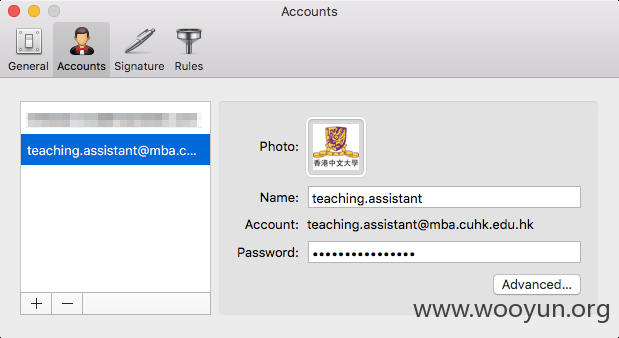 Accounts
General Accounts Signature Rules
teaching.assistant@mba.c...
Photo:
香港中文大學
Name: teaching.assistant
Account: teaching.assistant@mba.cuhk.edu.hk
Password: ••••••••••••••••
Advanced...
www.wooyun.org